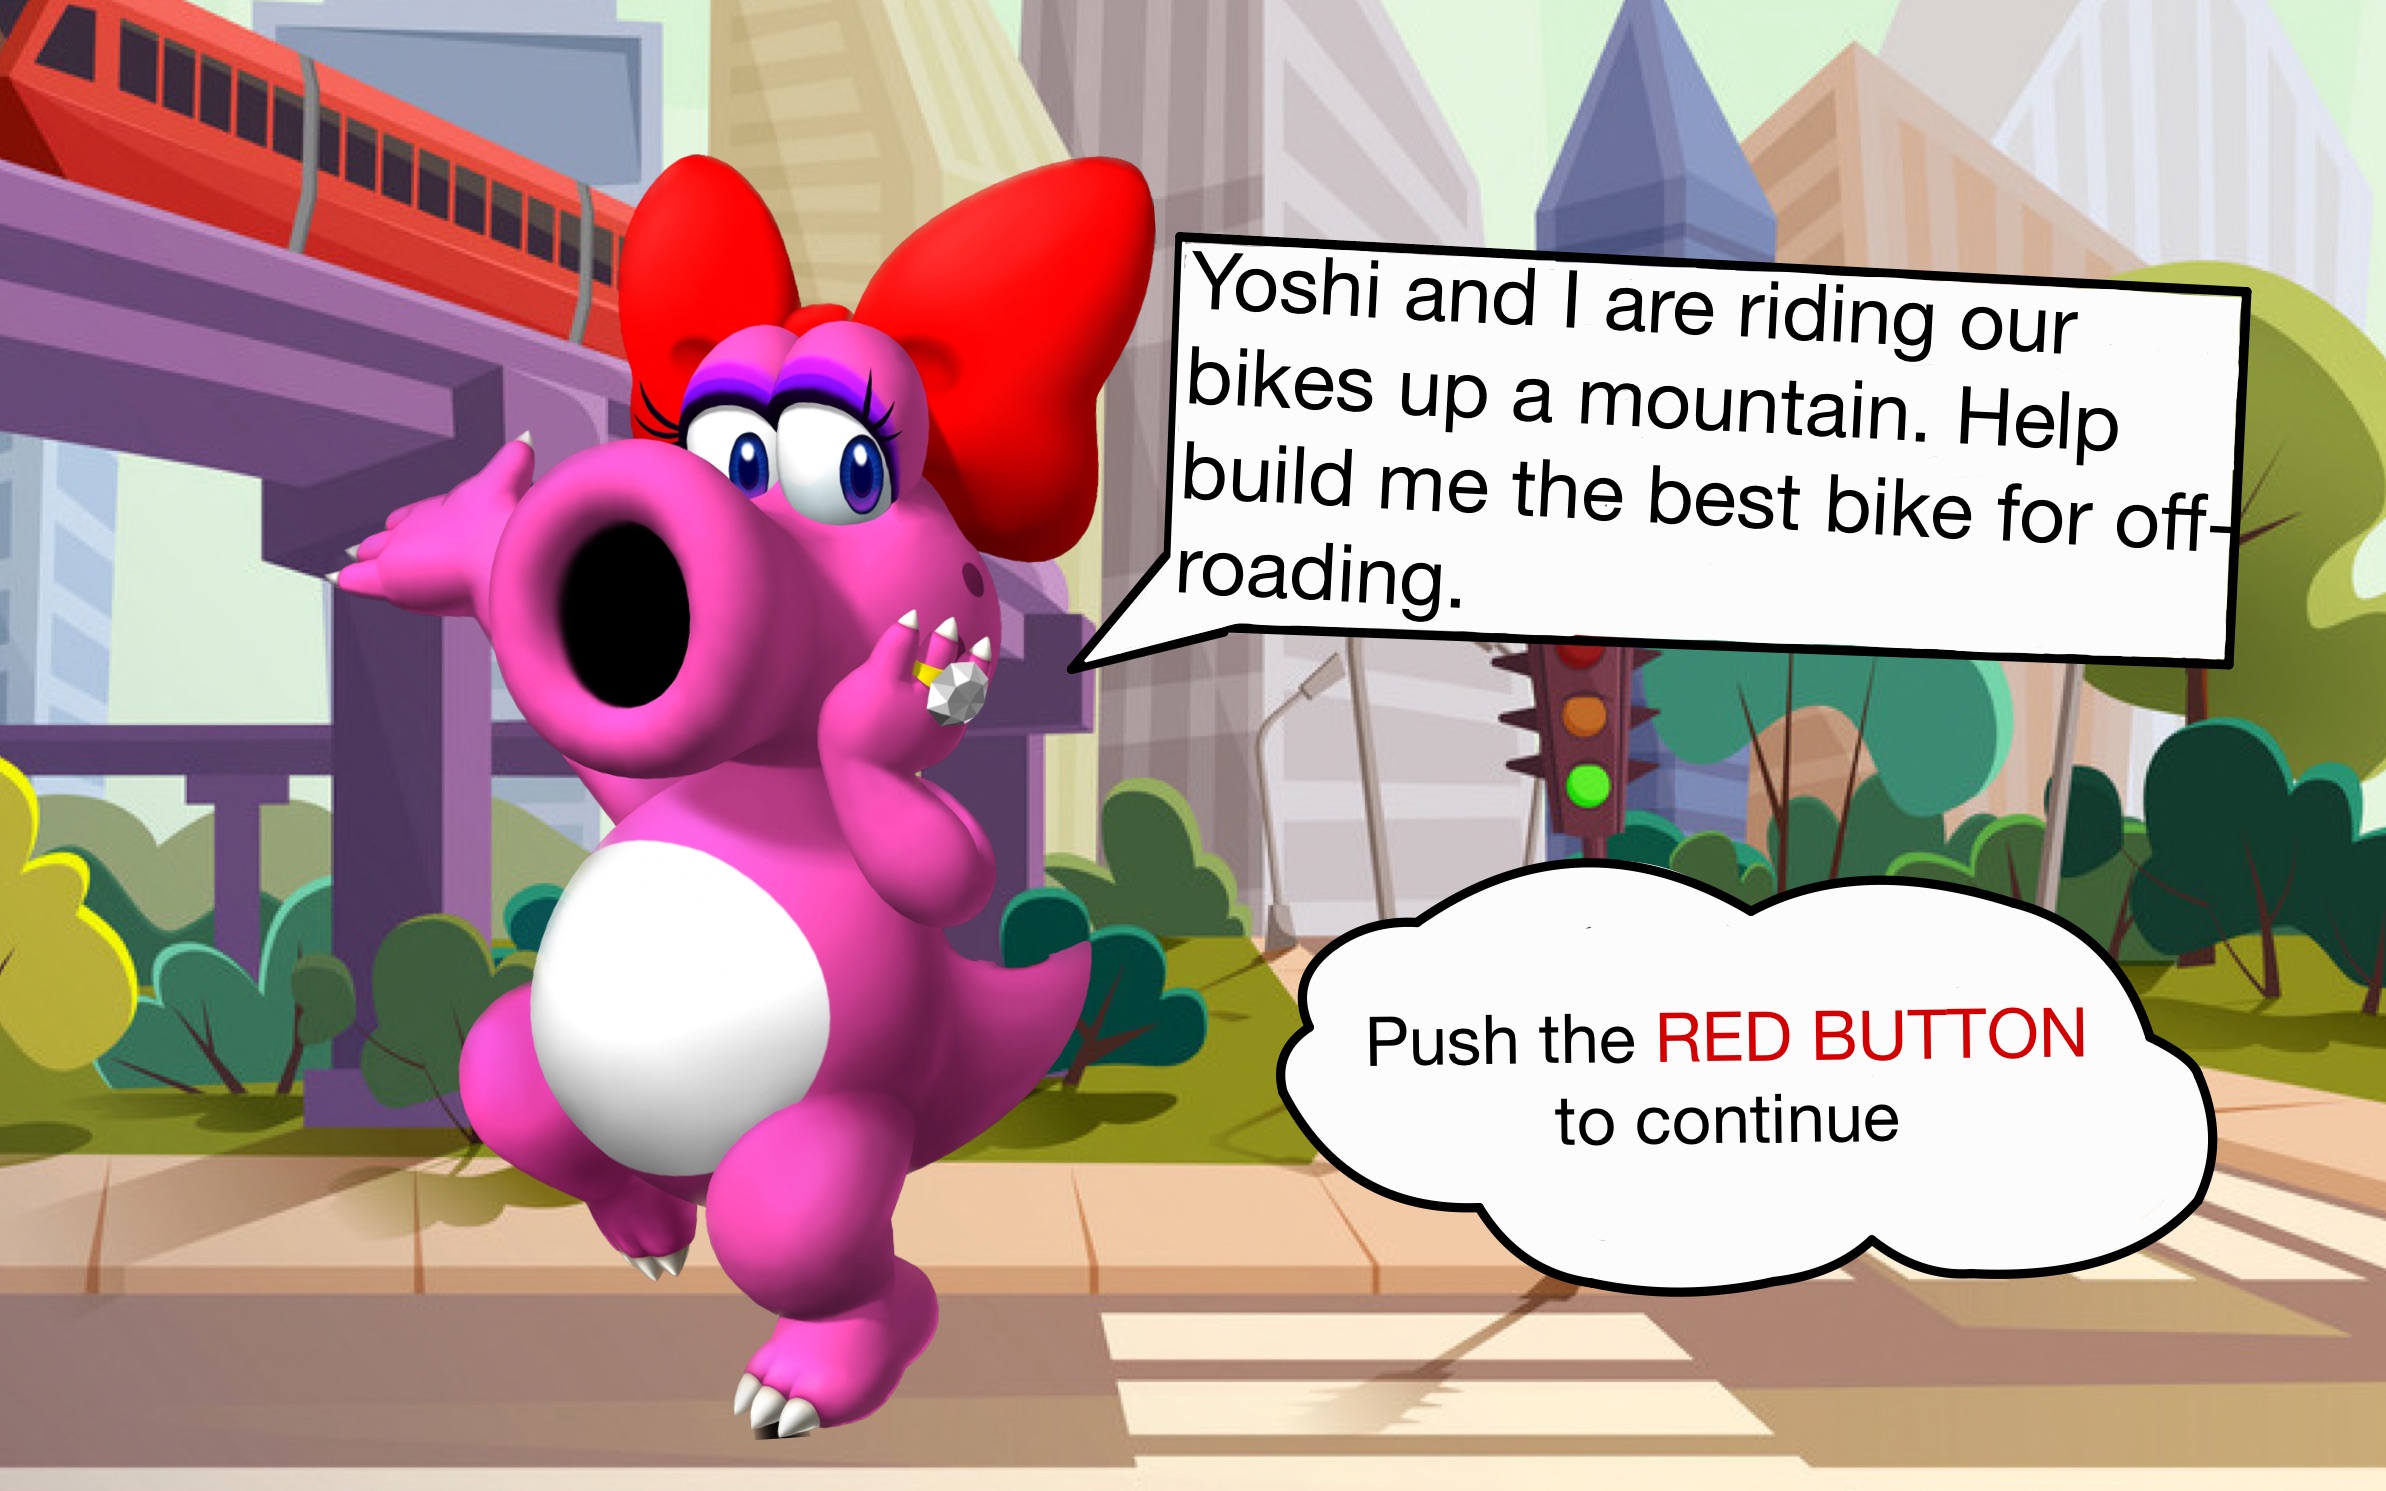 Yoshi and I are riding our
bikes up a mountain. Help
build me the best bike for off-
roading.
Push the RED BUTTON
to continue